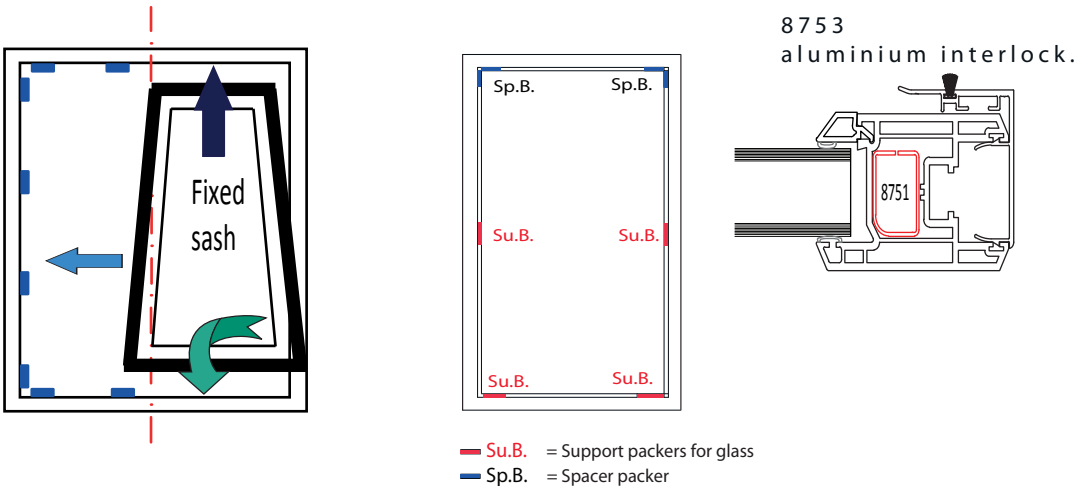 8753
aluminium interlock.
Fixed
sash
Sp.B. Sp.B.
Su.B. Su.B.
Su.B. Su.B.
8751
Su.B. = Support packers for glass
Sp.B. = Spacer packer